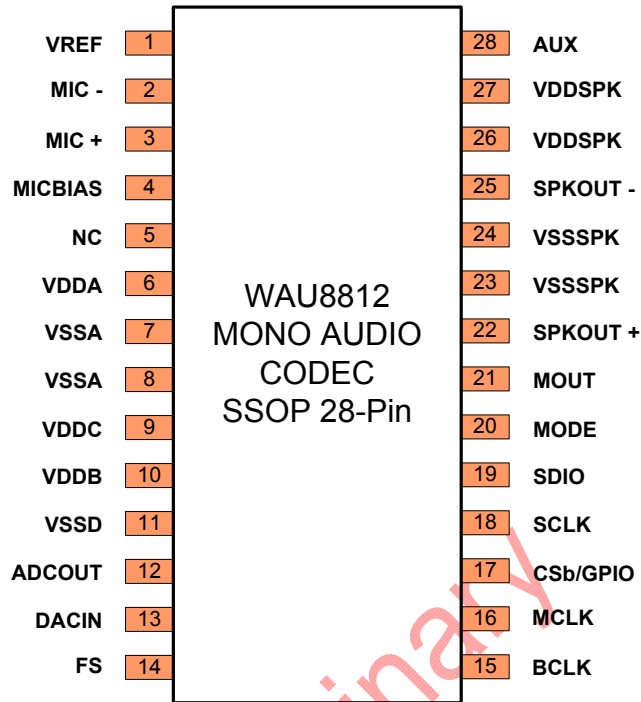 VREF 1
MIC - 2
MIC + 3
MICBIAS 4
NC 5
VDDA 6
VSSA 7
VSSA 8
VDDC 9
VDDB 10
VSSD 11
ADCOUT 12
DACIN 13
FS 14
WAU8812
MONO AUDIO
CODEC
SSOP 28-Pin
28 AUX
27 VDDSPK
26 VDDSPK
25 SPKOUT -
24 VSSSPK
23 VSSSPK
22 SPKOUT +
21 MOUT
20 MODE
19 SDIO
18 SCLK
17 CSb/GPIO
16 MCLK
15 BCLK
inary